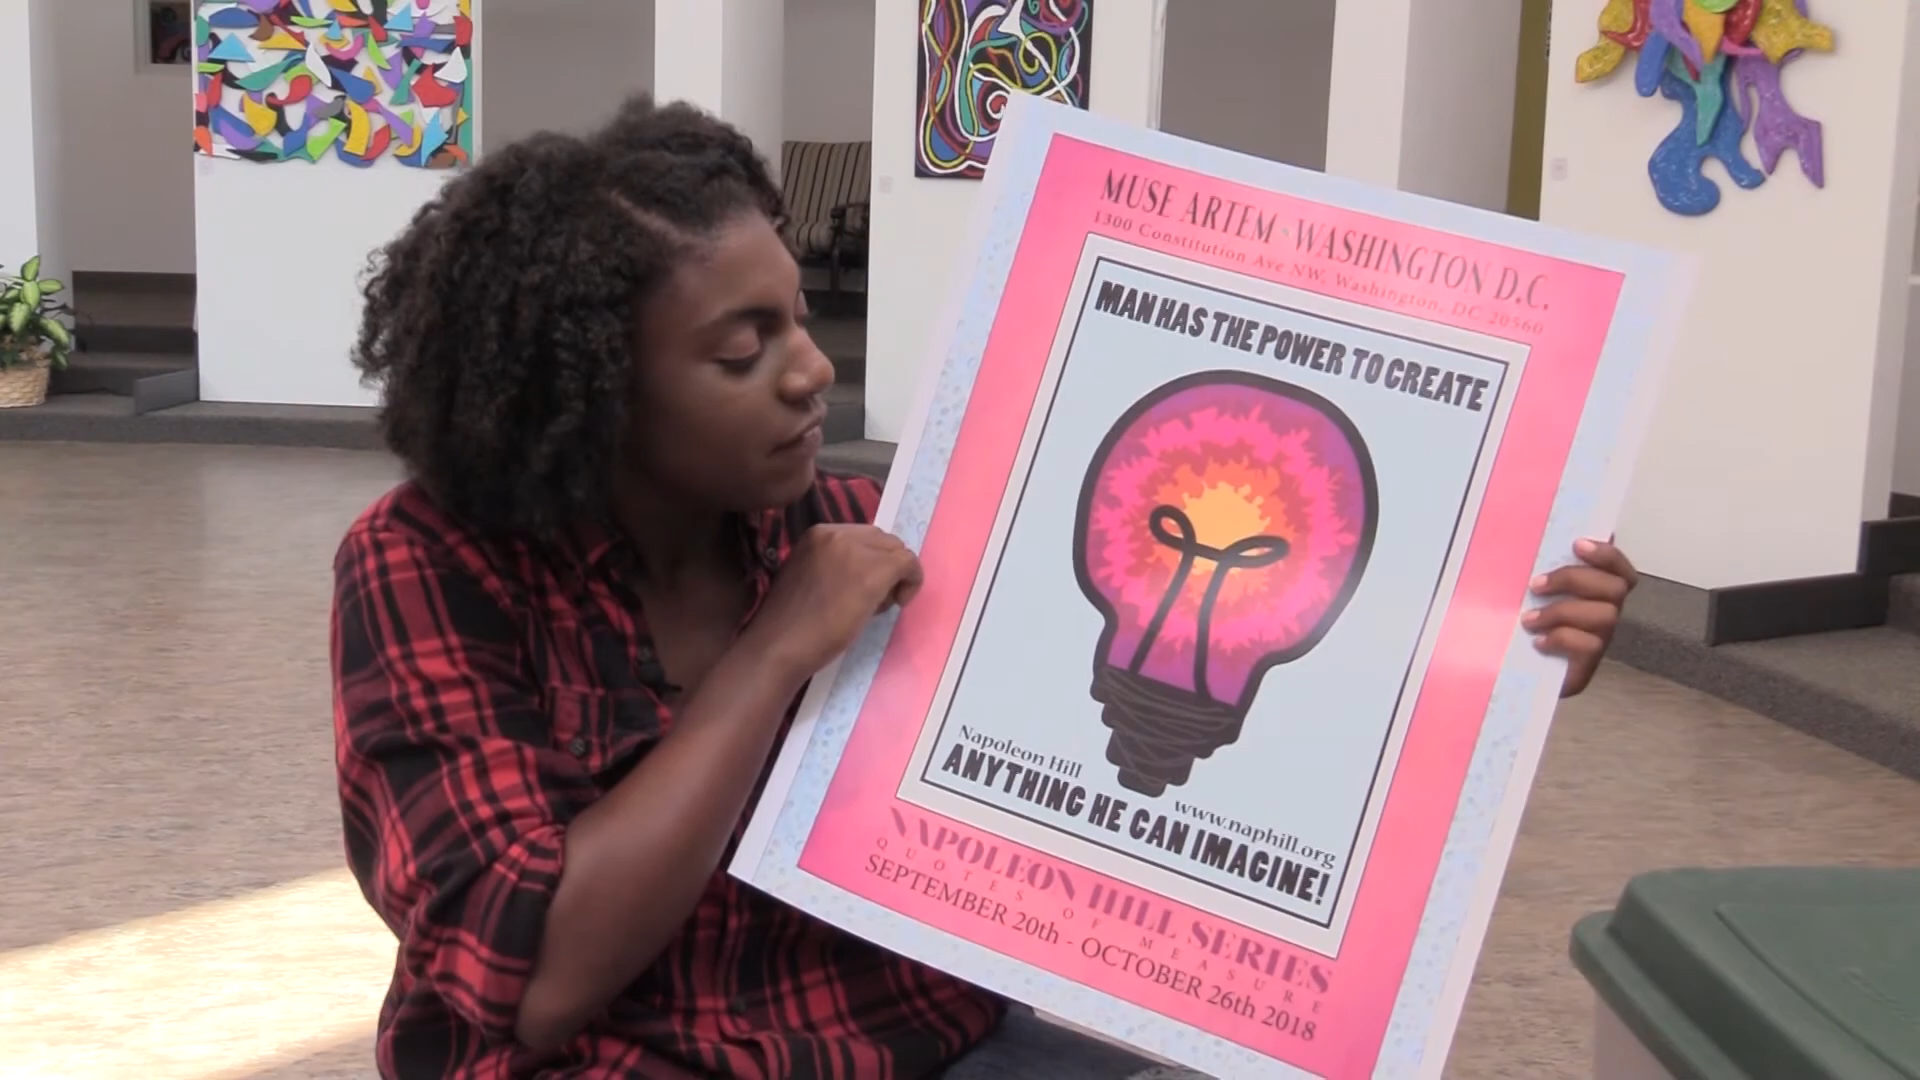 MUSE ARTEM · WASHINGTON D.C.
1300 Constitution Ave NW, Washington, DC 20560
MAN HAS THE POWER TO CREATE
Napoleon Hill
www.naphill.org
ANYTHING HE CAN IMAGINE!
NAPOLEON HILL SERIES
QUOTES OF MEASURE
SEPTEMBER 20th - OCTOBER 26th 2018